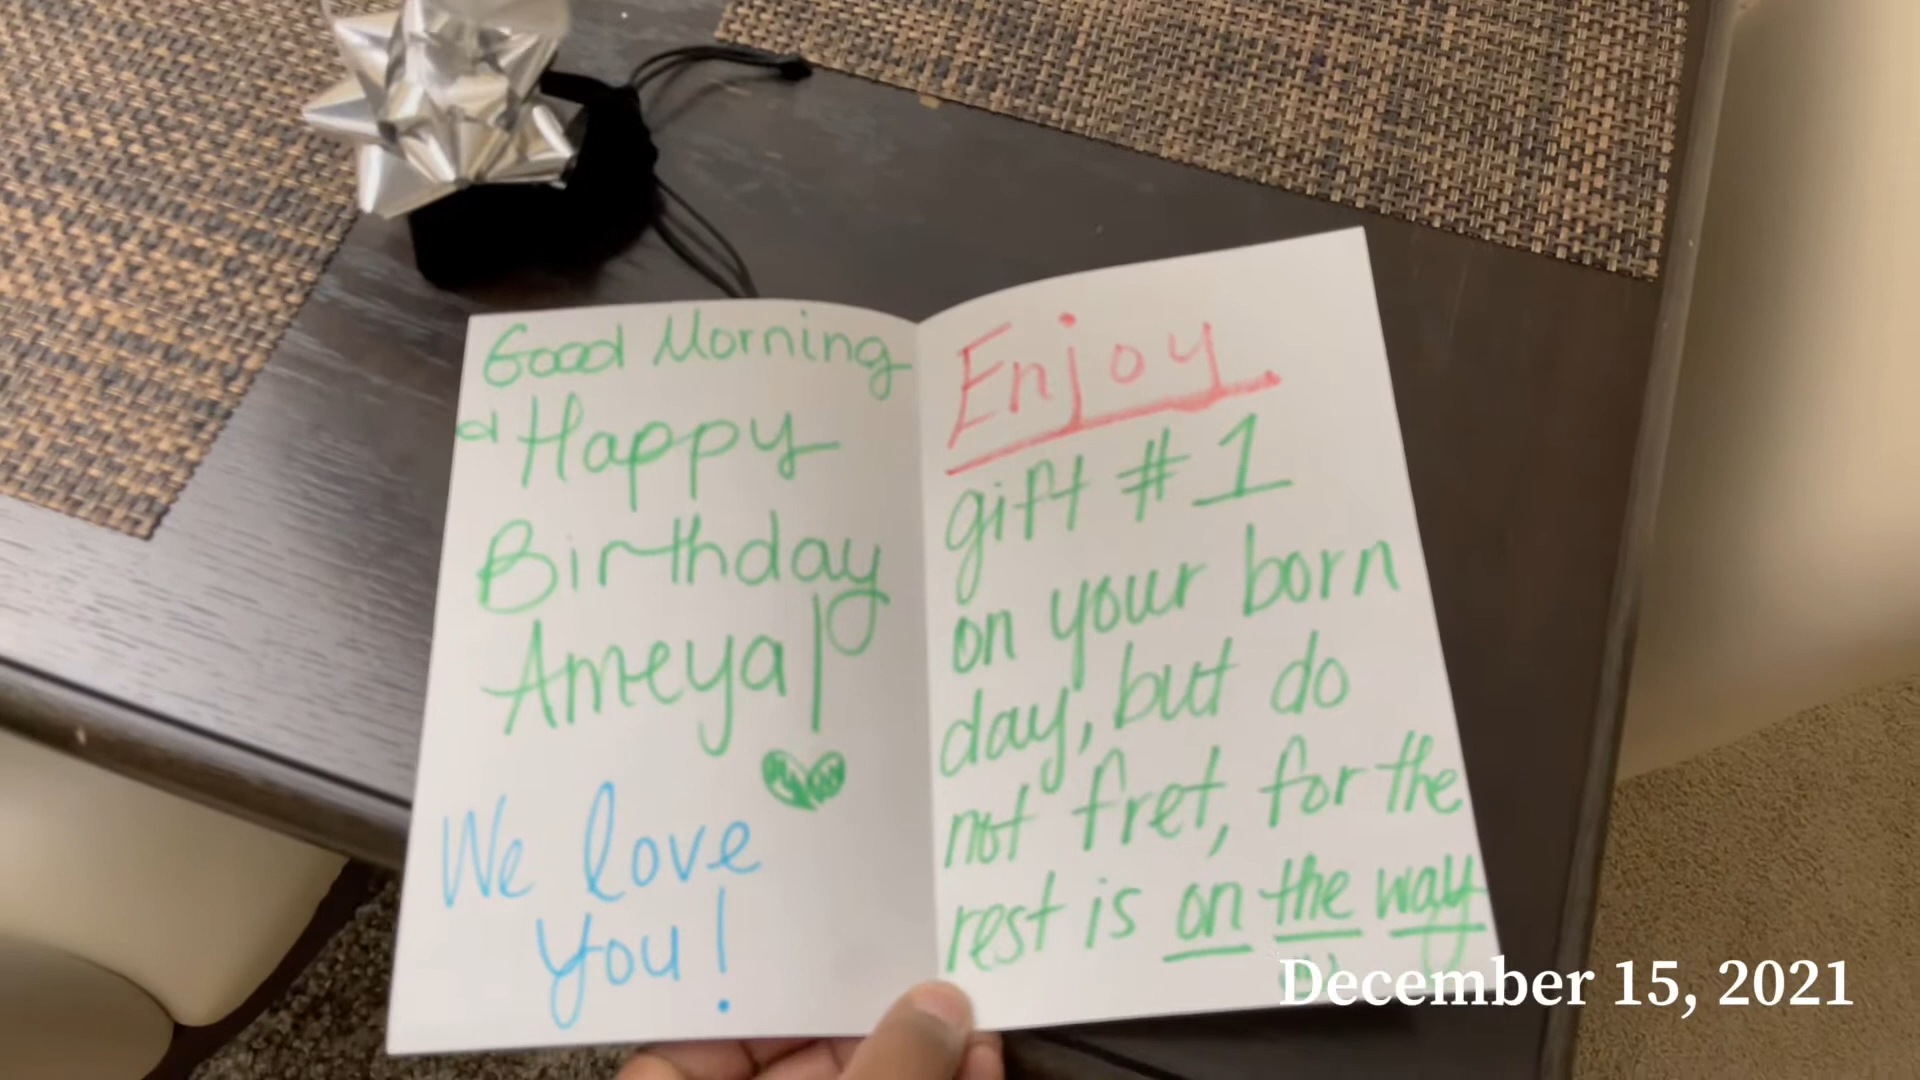 Good Morning
& Happy
Birthday
Ameya!
We love
you!
Enjoy
gift #1
on your born
day, but do
not fret, for the
rest is on the way
December 15, 2021